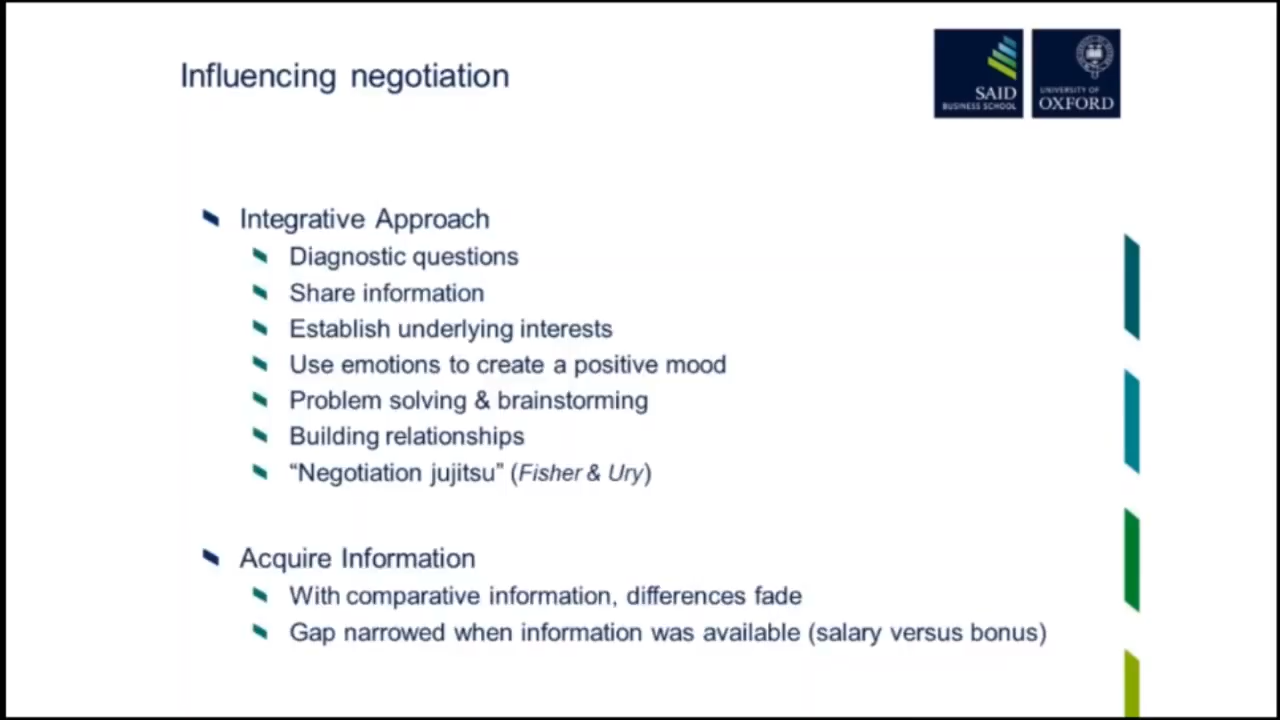 Influencing negotiation
SAID
BUSINESS SCHOOL
UNIVERSITY OF
OXFORD
Integrative Approach
Diagnostic questions
Share information
Establish underlying interests
Use emotions to create a positive mood
Problem solving & brainstorming
Building relationships
“Negotiation jujitsu” (Fisher & Ury)
Acquire Information
With comparative information, differences fade
Gap narrowed when information was available (salary versus bonus)